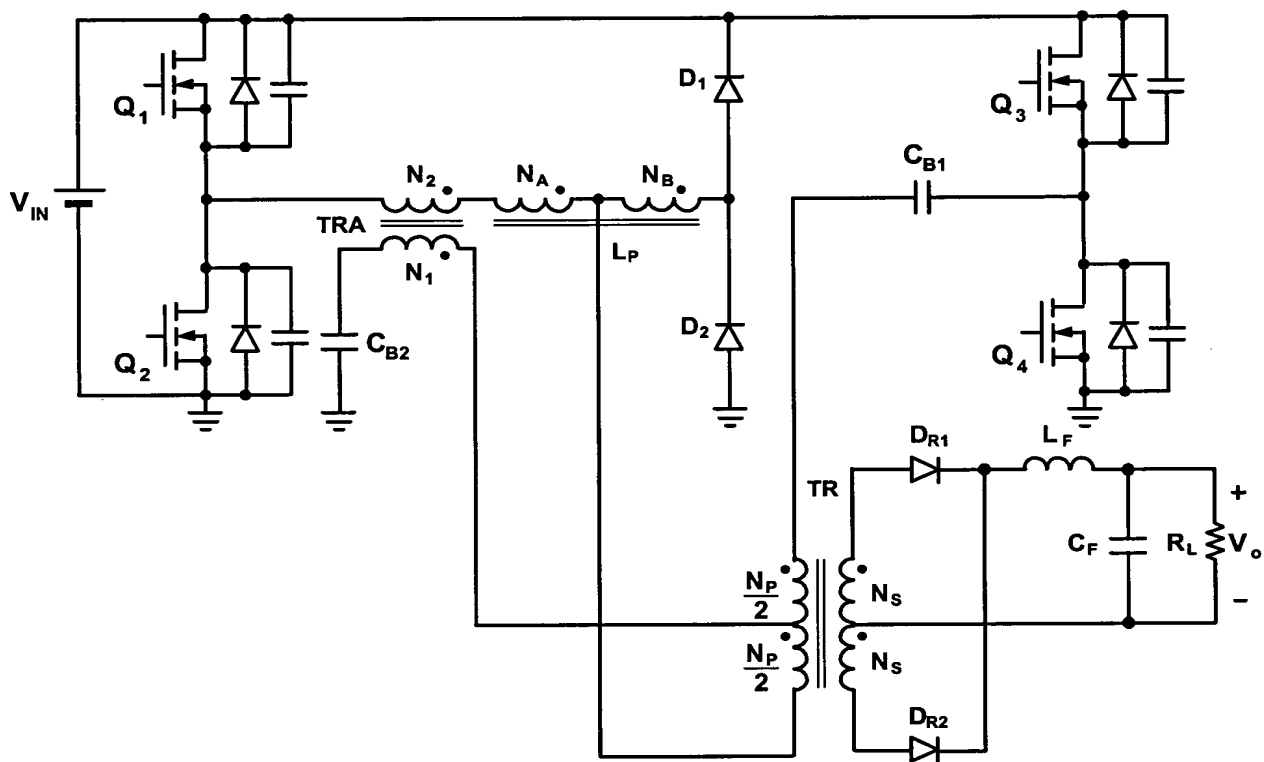 Q1
VIN
Q2
N2
NA
NB
TRA
N1
LP
CB2
D1
D2
CB1
Q3
Q4
DR1
LF
TR
NP
2
NS
NP
2
NS
DR2
CF
RL
+
Vo
−